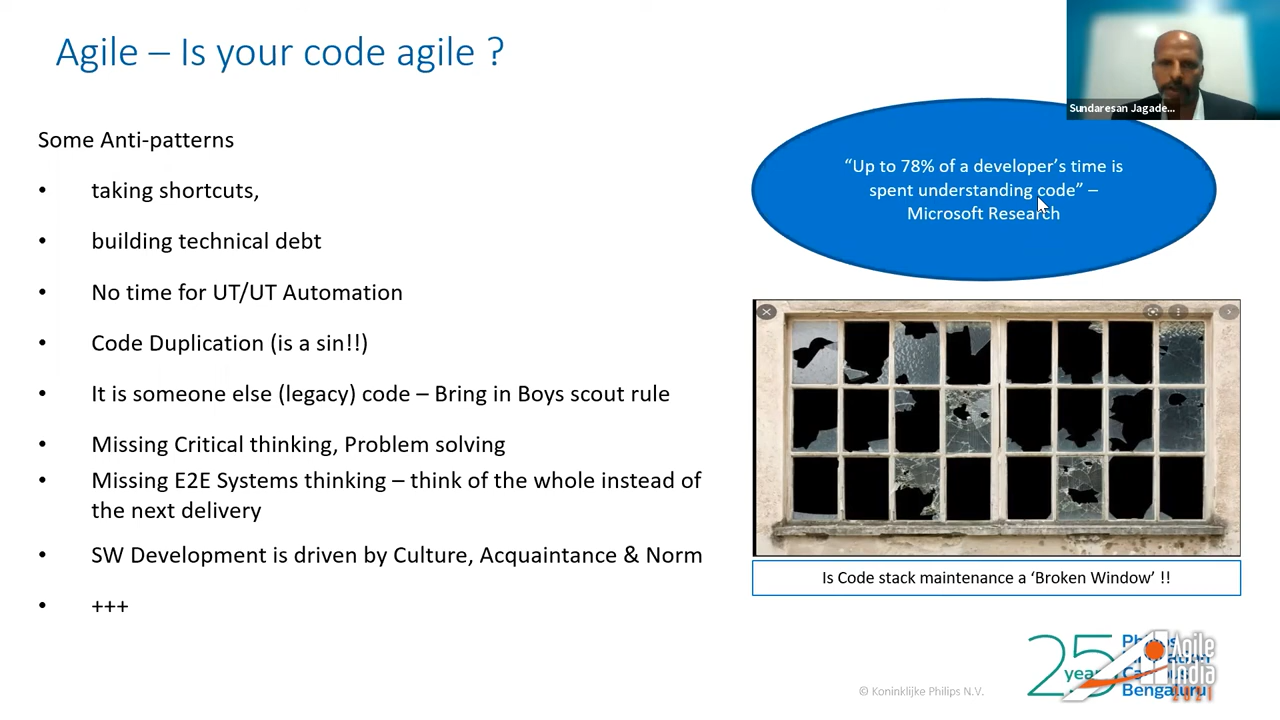 Agile – Is your code agile ?
Sundaresan Jagade...
Some Anti-patterns
• taking shortcuts,
• building technical debt
• No time for UT/UT Automation
• Code Duplication (is a sin!!)
• It is someone else (legacy) code – Bring in Boys scout rule
• Missing Critical thinking, Problem solving
• Missing E2E Systems thinking – think of the whole instead of
the next delivery
• SW Development is driven by Culture, Acquaintance & Norm
• +++
“Up to 78% of a developer’s time is
spent understanding code” –
Microsoft Research
Is Code stack maintenance a ‘Broken Window’ !!
© Koninklijke Philips N.V.
25
years
Bengaluru
Agile
India
2021